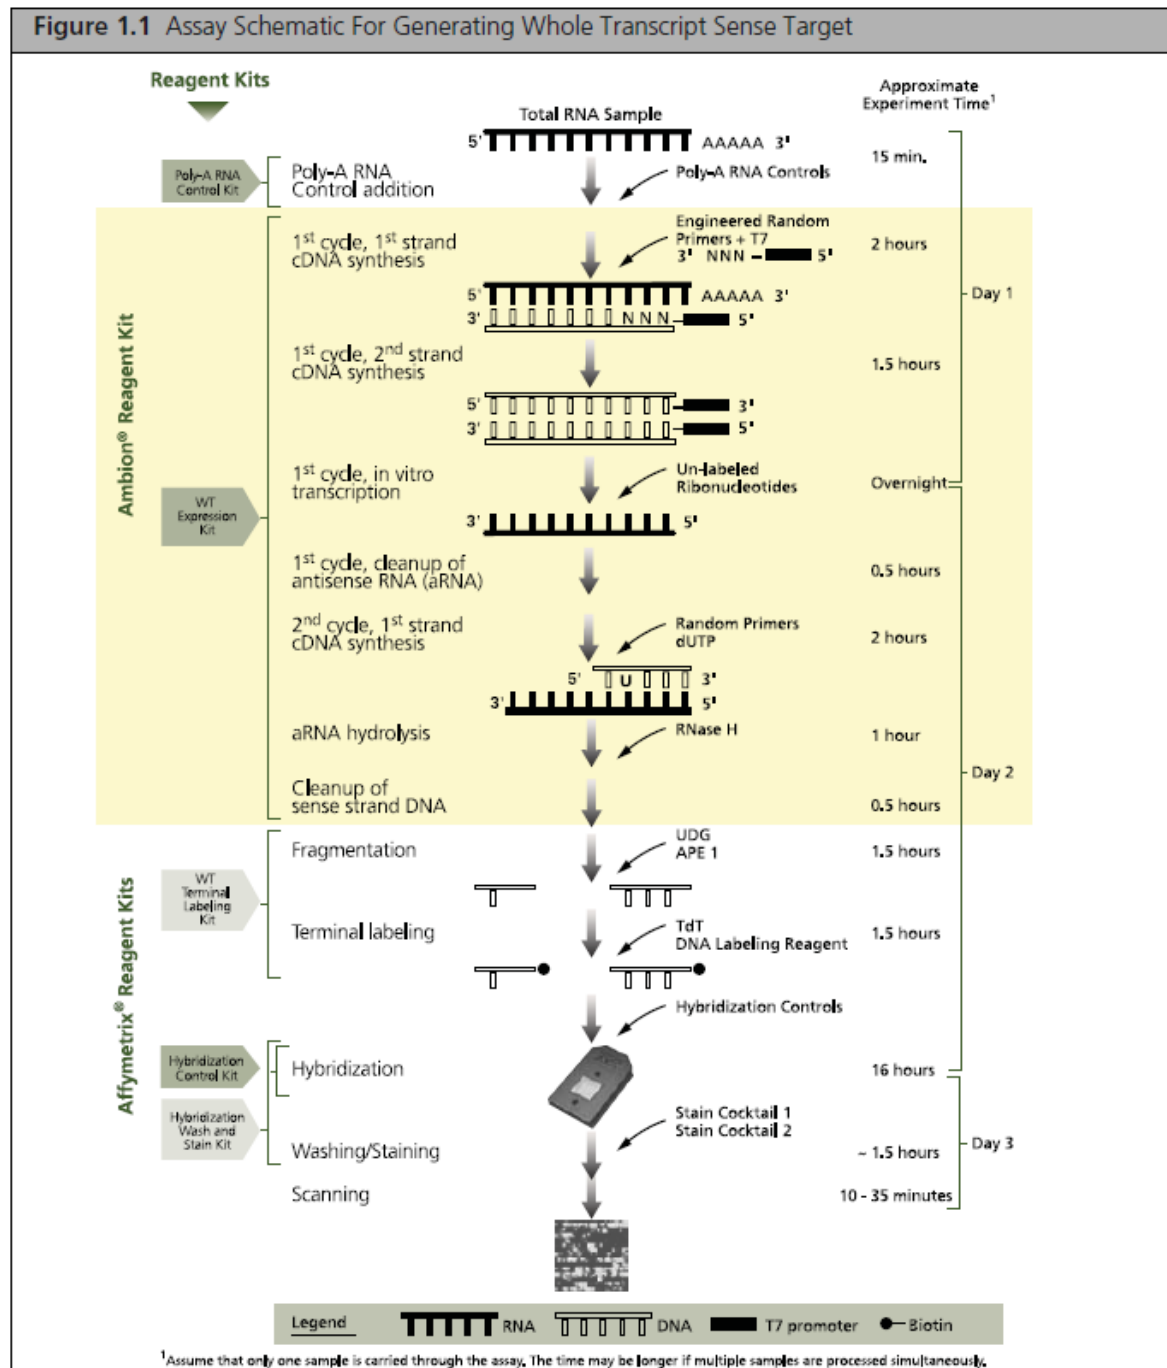 Figure 1.1 Assay Schematic For Generating Whole Transcript Sense Target
Reagent Kits
Approximate
Experiment Time¹
Total RNA Sample
5' AAAAA 3'
15 min.
Poly-A RNA
Control Kit
Poly-A RNA
Control addition
Poly-A RNA Controls
Ambion® Reagent Kit
WT
Expression
Kit
1st cycle, 1st strand
cDNA synthesis
Engineered Random
Primers + T7
3' NNN 5'
2 hours
Day 1
5' AAAAA 3'
3' N N N 5'
1st cycle, 2nd strand
cDNA synthesis
1.5 hours
5' 3'
3' 5'
1st cycle, in vitro
transcription
Un-labeled
Ribonucleotides
Overnight
3' 5'
1st cycle, cleanup of
antisense RNA (aRNA)
0.5 hours
2nd cycle, 1st strand
cDNA synthesis
Random Primers
dUTP
2 hours
5' U 3'
3' 5'
aRNA hydrolysis
RNase H
1 hour
Day 2
Cleanup of
sense strand DNA
0.5 hours
Affymetrix® Reagent Kits
WT
Terminal
Labeling
Kit
Fragmentation
UDG
APE 1
1.5 hours
Terminal labeling
TdT
DNA Labeling Reagent
1.5 hours
Hybridization Controls
Hybridization
Control Kit
Hybridization
16 hours
Hybridization
Wash and
Stain Kit
Stain Cocktail 1
Stain Cocktail 2
Washing/Staining
~ 1.5 hours
Day 3
Scanning
10 - 35 minutes
Legend RNA DNA T7 promoter Biotin
¹Assume that only one sample is carried through the assay. The time may be longer if multiple samples are processed simultaneously.